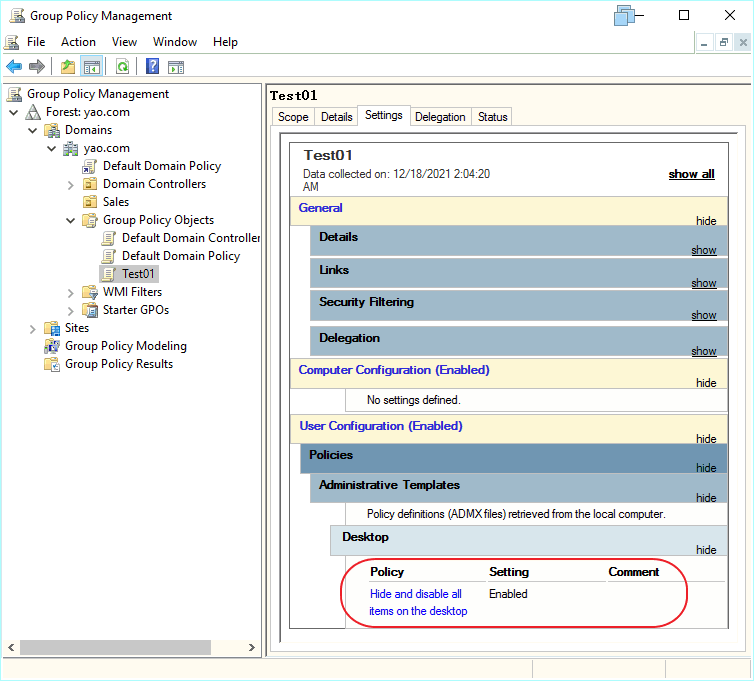 Group Policy Management
File Action View Window Help
Group Policy Management
Forest: yao.com
Domains
yao.com
Default Domain Policy
Domain Controllers
Sales
Group Policy Objects
Default Domain Controller
Default Domain Policy
Test01
WMI Filters
Starter GPOs
Sites
Group Policy Modeling
Group Policy Results
Test01
Scope Details Settings Delegation Status
Test01
Data collected on: 12/18/2021 2:04:20
AM
show all
General
hide
Details
show
Links
show
Security Filtering
show
Delegation
show
Computer Configuration (Enabled)
hide
No settings defined.
User Configuration (Enabled)
hide
Policies
hide
Administrative Templates
hide
Policy definitions (ADMX files) retrieved from the local computer.
Desktop
hide
Policy Setting Comment
Hide and disable all Enabled
items on the desktop